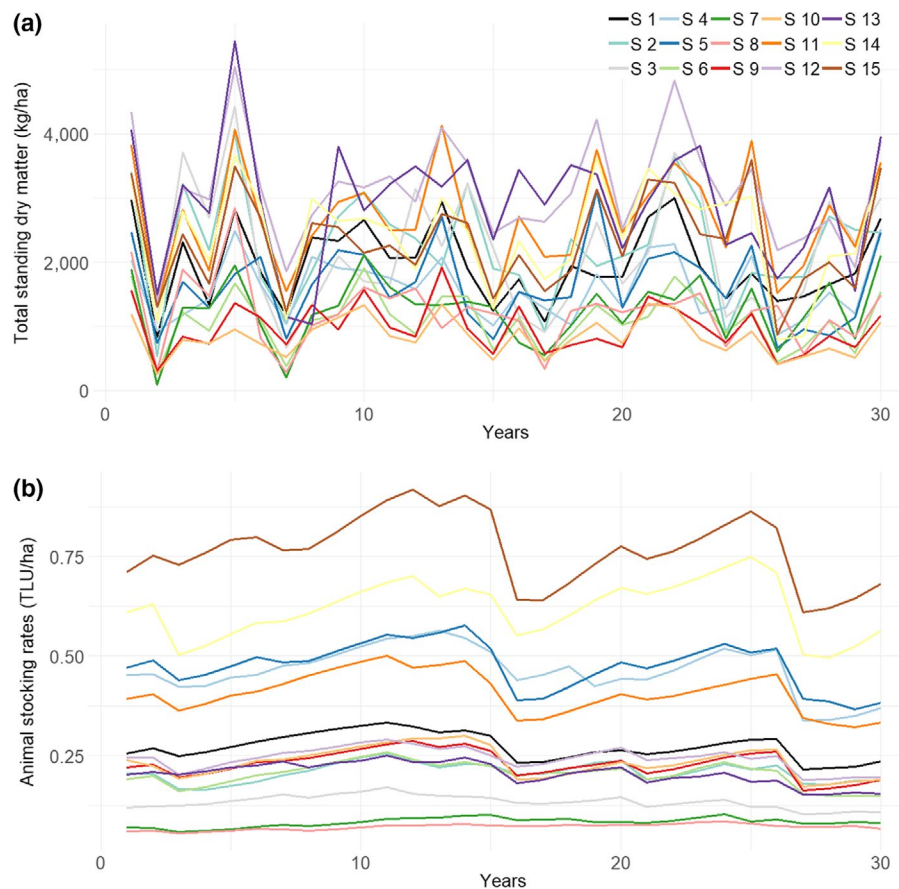 (a)
S 1 S 4 S 7 S 10 S 13
S 2 S 5 S 8 S 11 S 14
S 3 S 6 S 9 S 12 S 15
Total standing dry matter (kg/ha)
4,000
2,000
0
0 10 20 30
Years
(b)
Animal stocking rates (TLU/ha)
0.75
0.50
0.25
0 10 20 30
Years